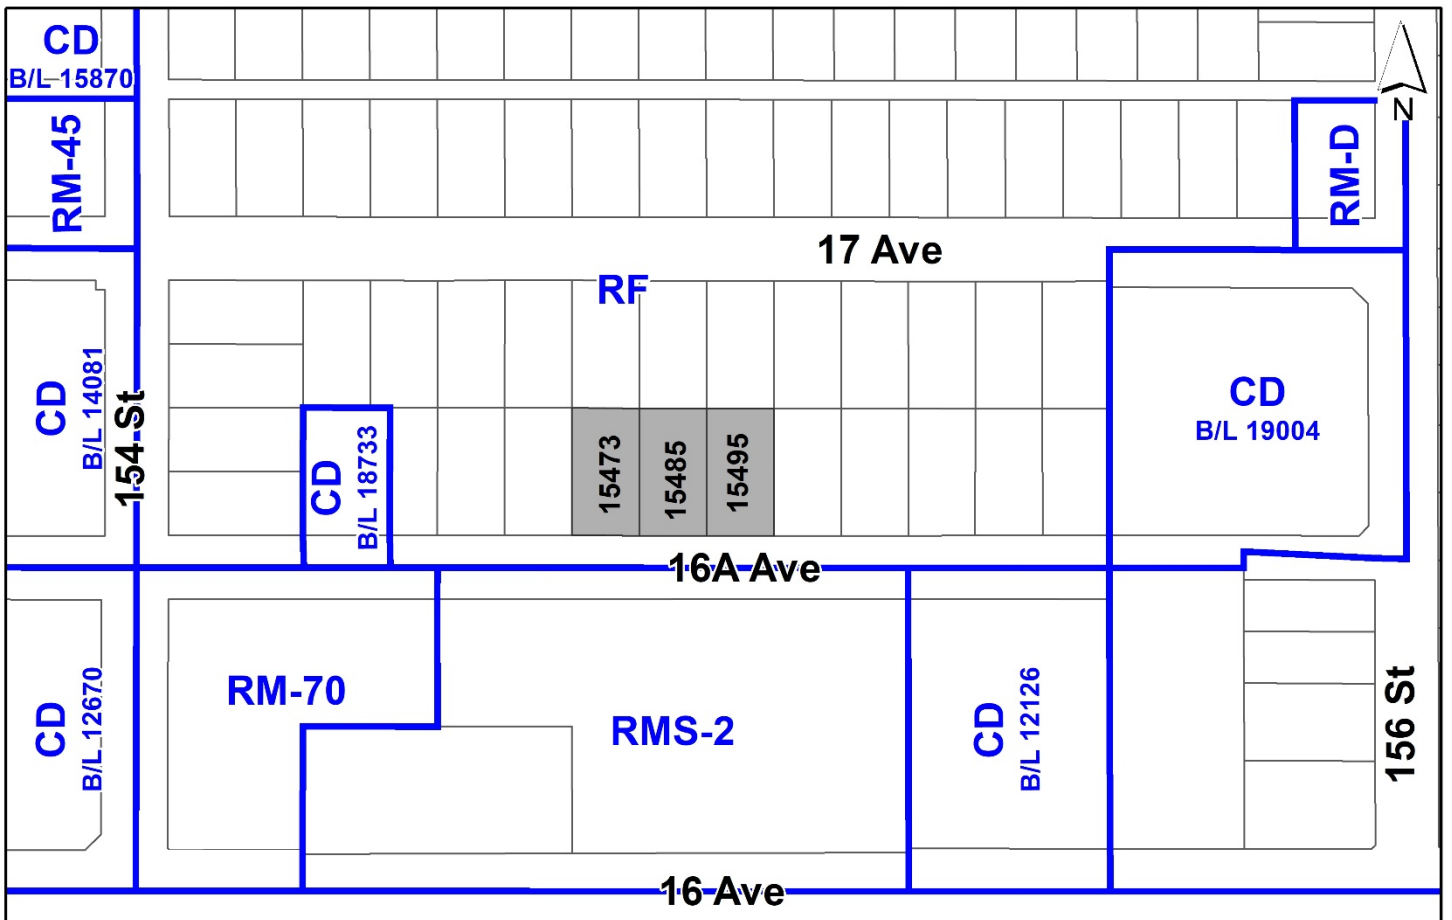 CD
B/L 15870
N
RM-45
RM-D
17 Ave
RF
CD
B/L 14081
154 St
CD
B/L 18733
15473
15485
15495
CD
B/L 19004
16A Ave
CD
B/L 12670
RM-70
RMS-2
CD
B/L 12126
156 St
16 Ave